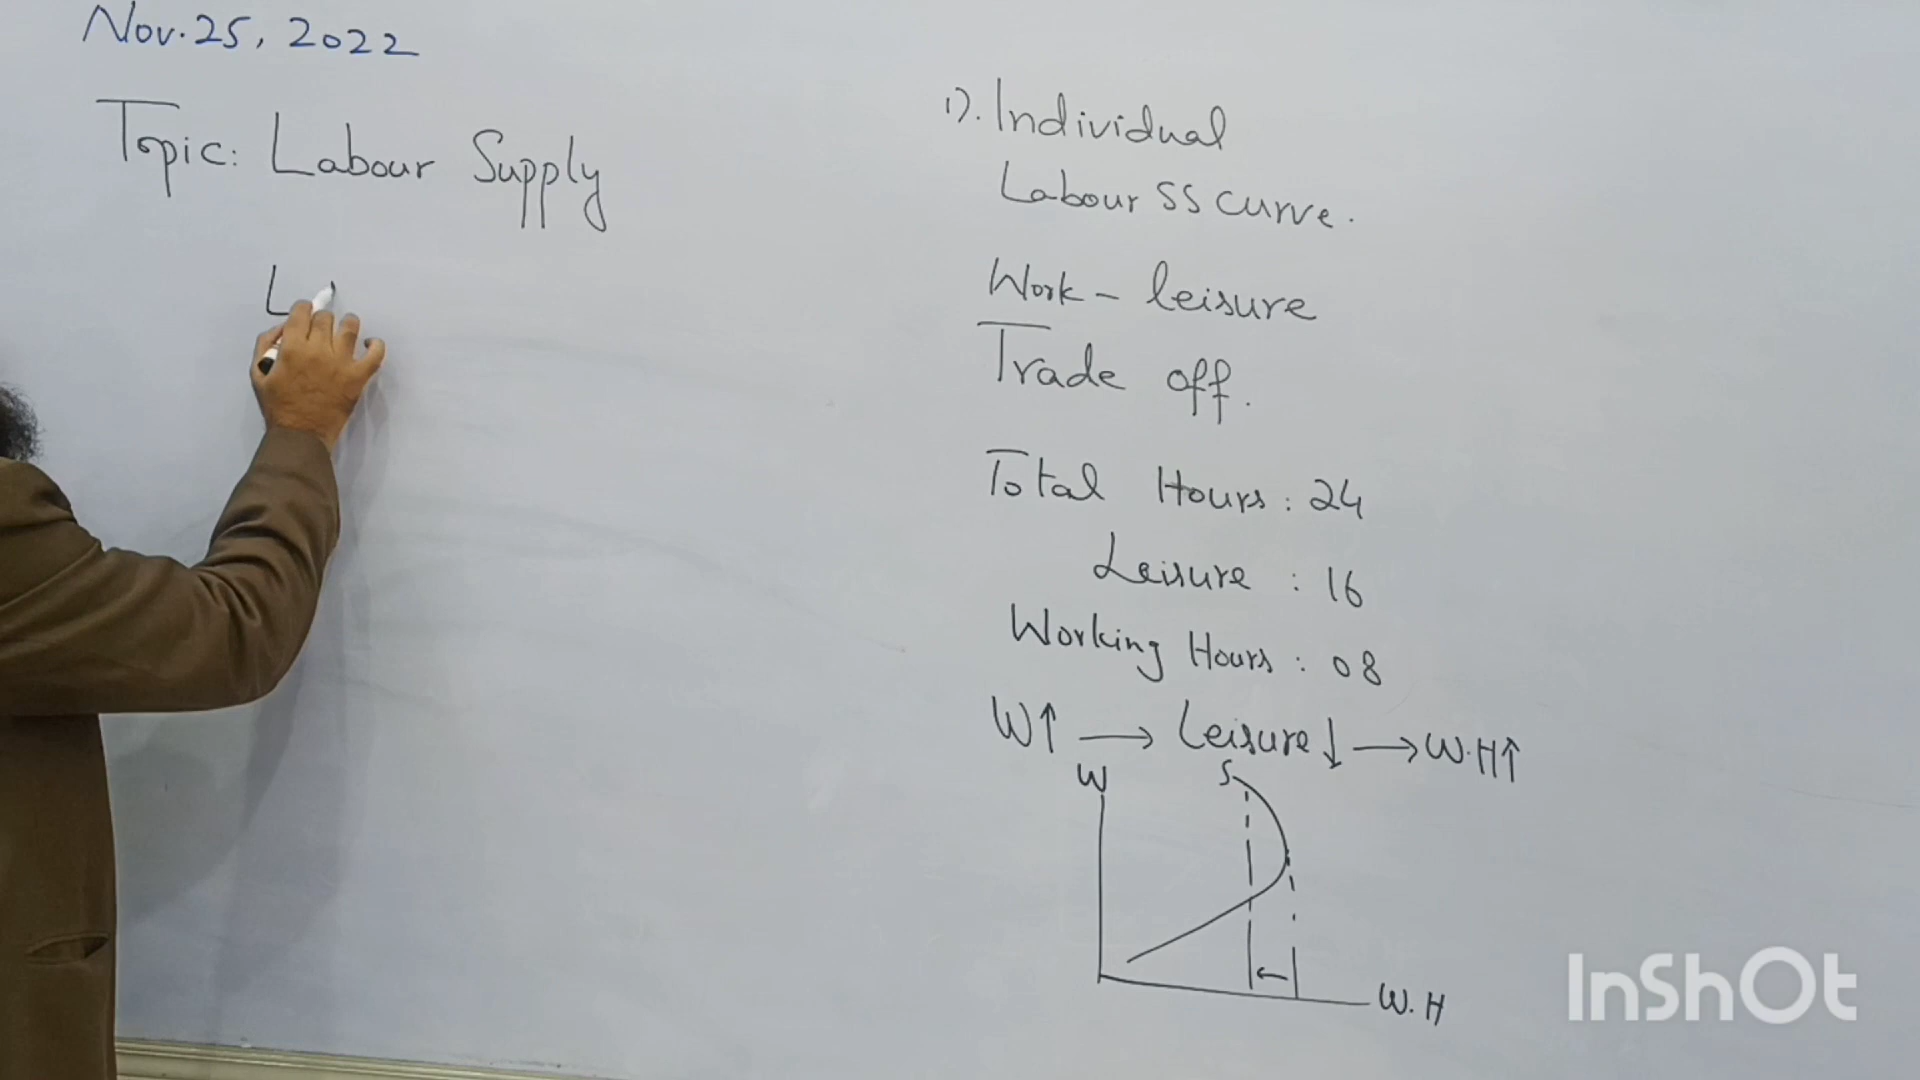 Nov. 25, 2022
Topic: Labour Supply
L
1). Individual
Labour SS curve.
Work - leisure
Trade off.
Total Hours : 24
Leisure : 16
Working Hours : 08
W↑ → Leisure↓ → W.H↑
W
S
W.H
InShOt